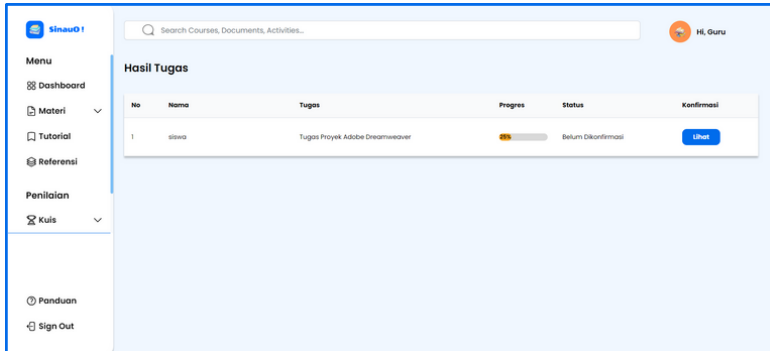 SinauO !
Search Courses, Documents, Activities...
Hi, Guru
Menu
Dashboard
Materi
Tutorial
Referensi
Penilaian
Kuis
Panduan
Sign Out
Hasil Tugas
No Nama Tugas Progres Status Konfirmasi
1 siswa Tugas Proyek Adobe Dreamweaver 25% Belum Dikonfirmasi Lihat